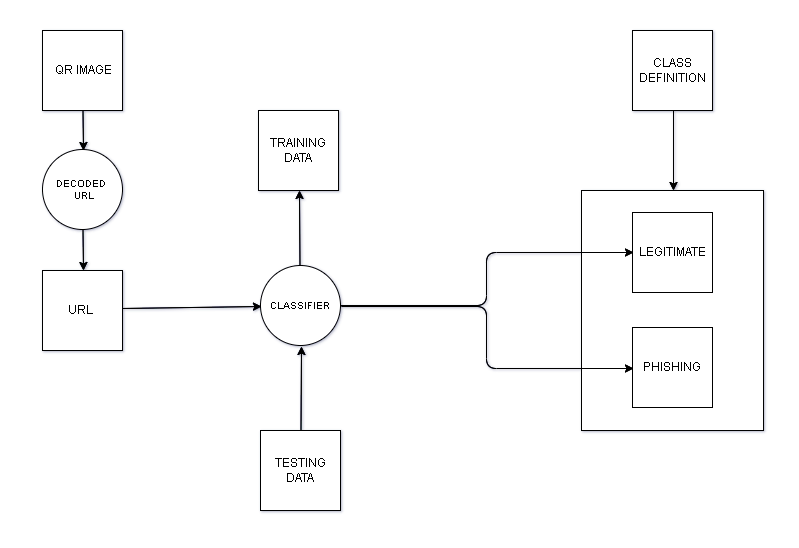 QR IMAGE
CLASS
DEFINITION
TRAINING
DATA
DECODED
URL
LEGITIMATE
URL
CLASSIFIER
PHISHING
TESTING
DATA